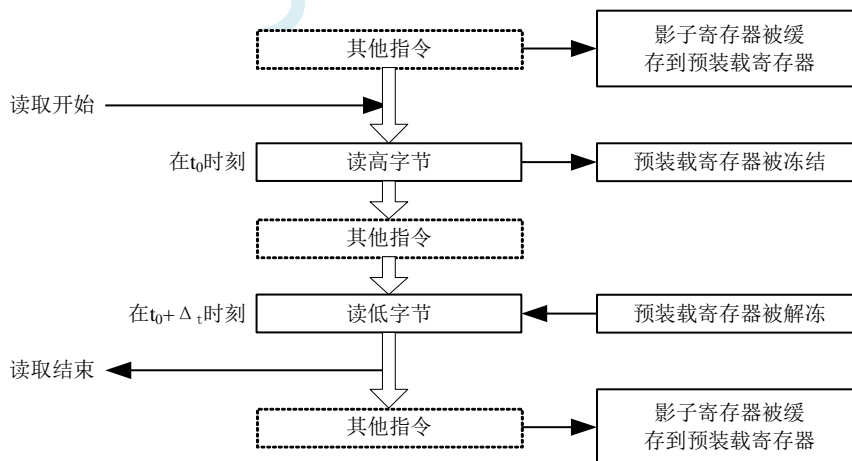 其他指令
影子寄存器被缓
存到预装载寄存器
读取开始
在t₀时刻
读高字节
预装载寄存器被冻结
其他指令
在t₀+Δₜ时刻
读低字节
预装载寄存器被解冻
读取结束
其他指令
影子寄存器被缓
存到预装载寄存器